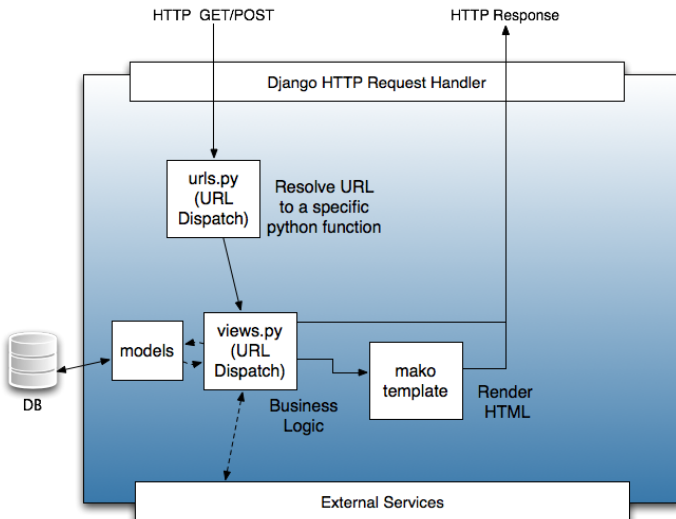 HTTP GET/POST
HTTP Response
Django HTTP Request Handler
urls.py
(URL
Dispatch)
Resolve URL
to a specific
python function
views.py
(URL
Dispatch)
models
DB
mako
template
Business
Logic
Render
HTML
External Services